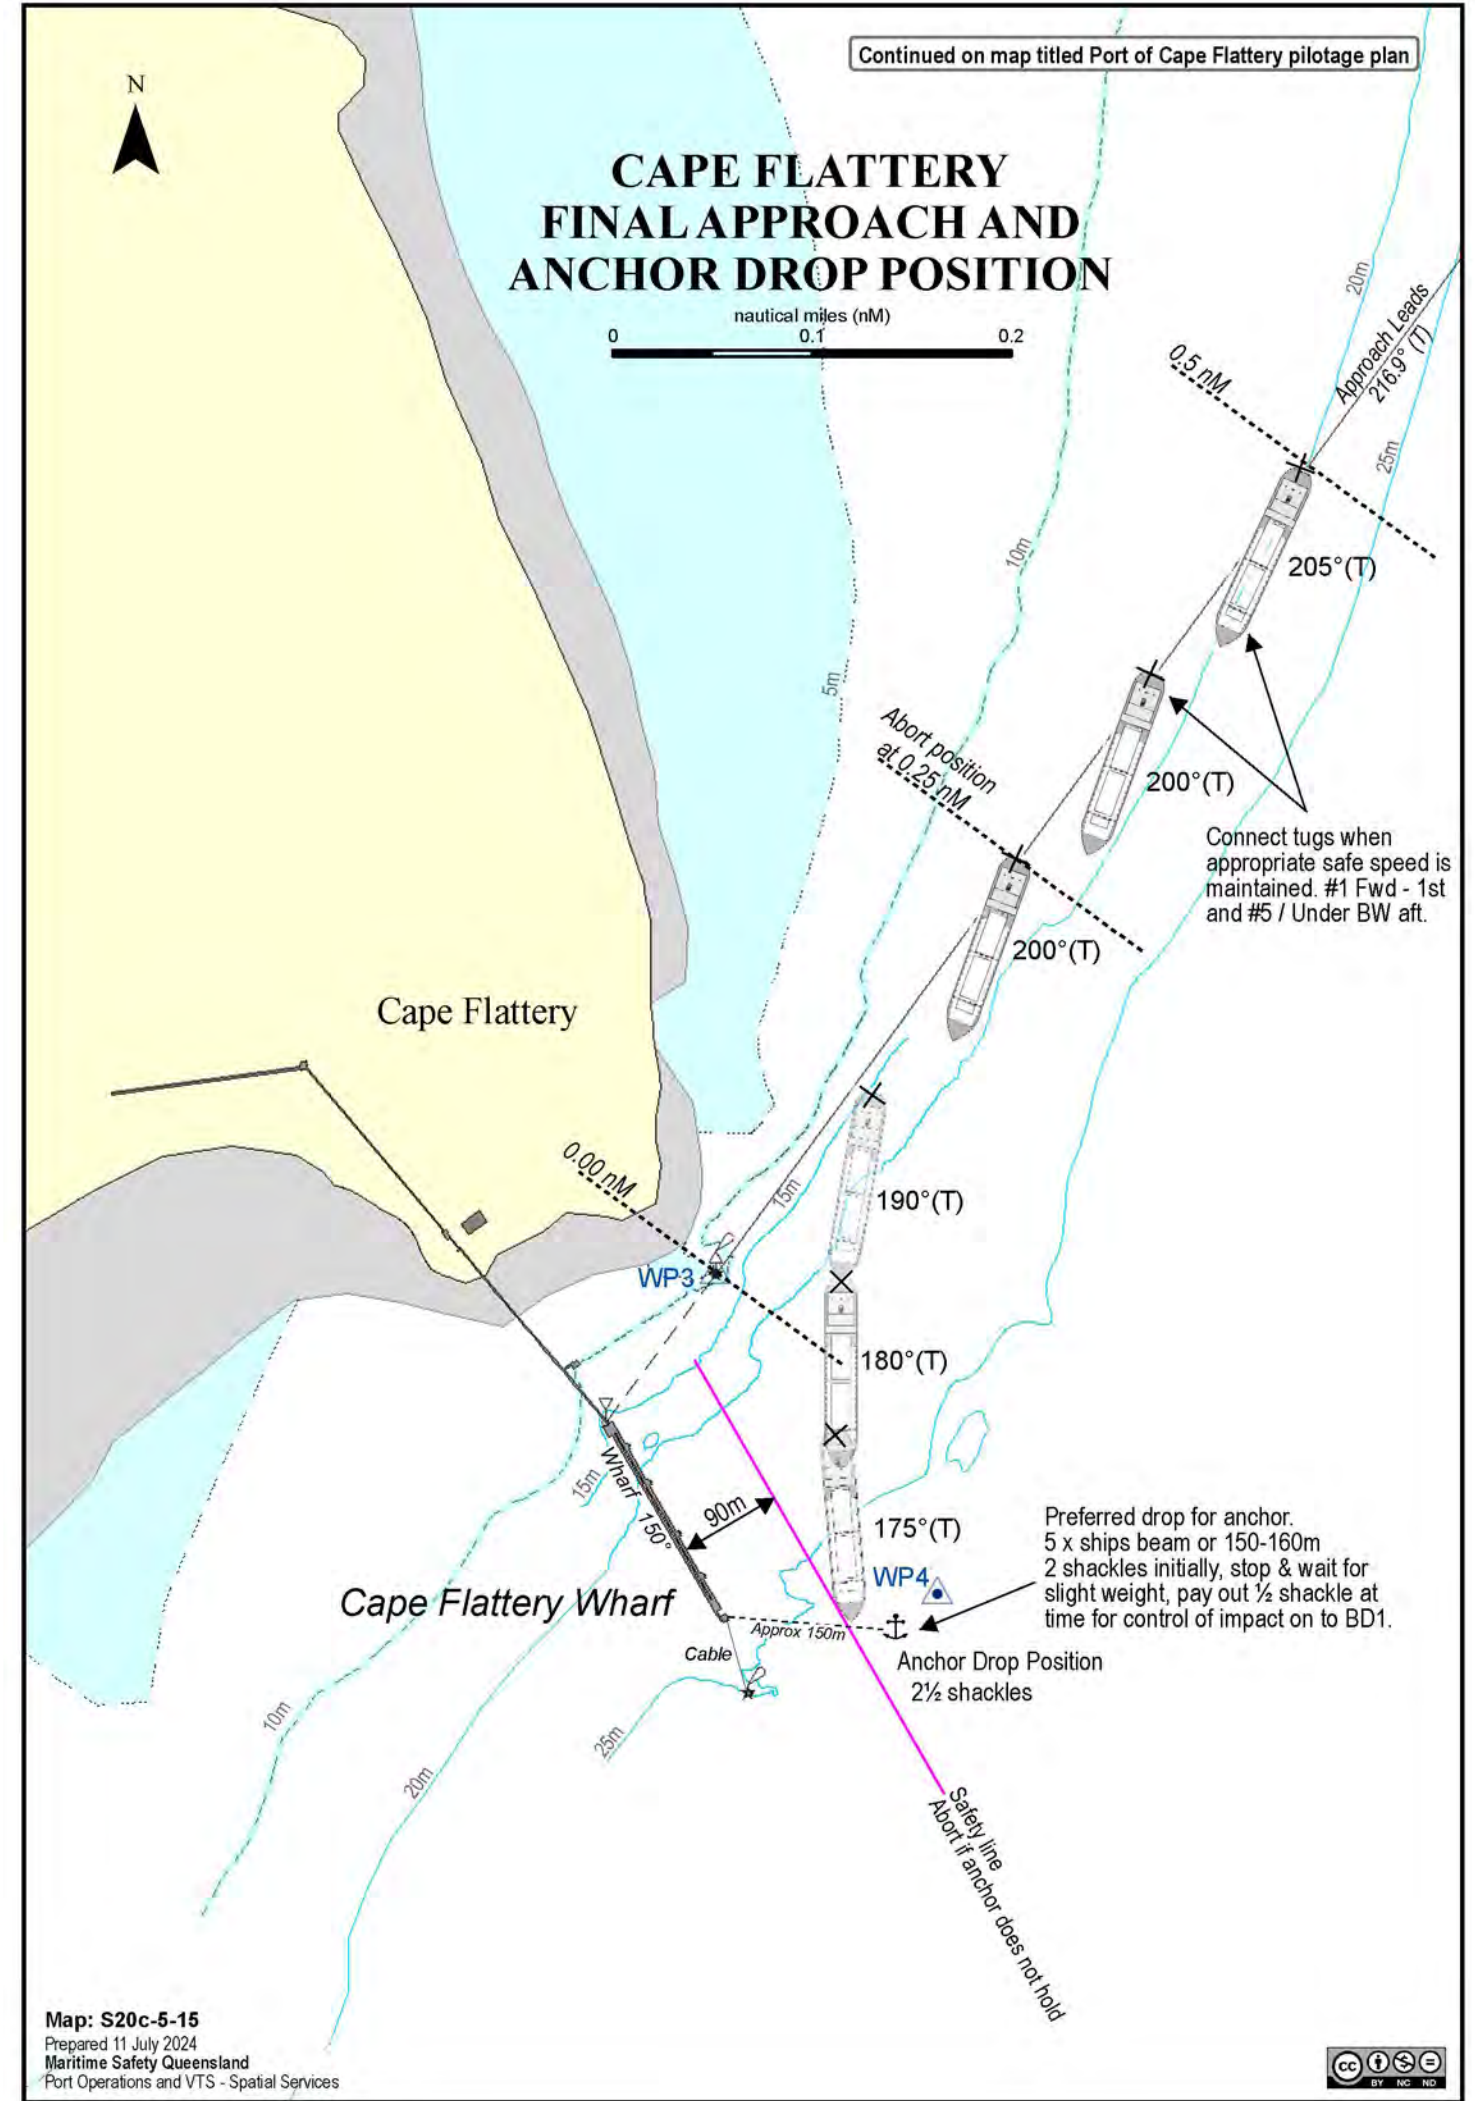 Continued on map titled Port of Cape Flattery pilotage plan
N
CAPE FLATTERY
FINAL APPROACH AND
ANCHOR DROP POSITION
nautical miles (nM)
0 0.1 0.2
20m
Approach Leads
216.9° (T)
0.5 nM
25m
10m
205°(T)
5m
Abort position
at 0.25 nM
200°(T)
Connect tugs when
appropriate safe speed is
maintained. #1 Fwd - 1st
and #5 / Under BW aft.
200°(T)
Cape Flattery
0.00 nM
15m
190°(T)
WP3
180°(T)
Wharf 150°
15m
90m
175°(T)
Preferred drop for anchor.
5 x ships beam or 150-160m
2 shackles initially, stop & wait for
slight weight, pay out ½ shackle at
time for control of impact on to BD1.
WP4
Cape Flattery Wharf
Approx 150m
Cable
Anchor Drop Position
2½ shackles
10m
25m
20m
Safety line
Abort if anchor does not hold
Map: S20c-5-15
Prepared 11 July 2024
Maritime Safety Queensland
Port Operations and VTS - Spatial Services
cc
BY NC ND